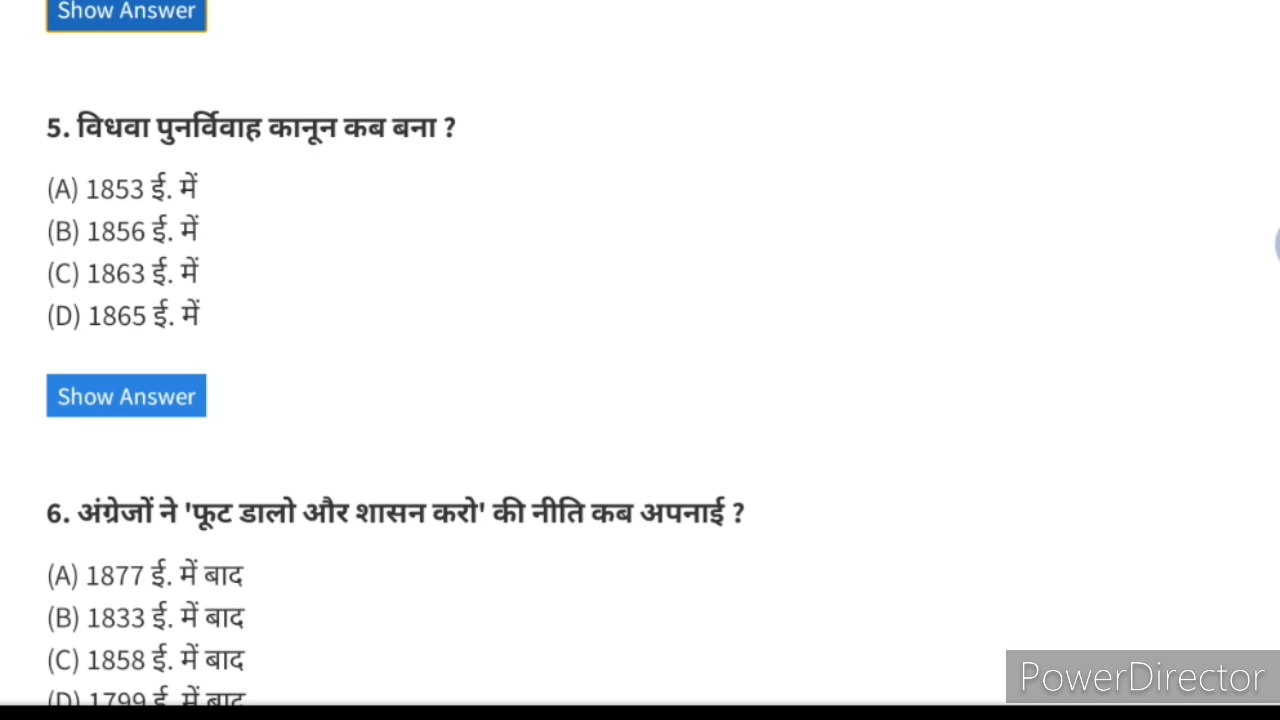 Show Answer
5. विधवा पुनर्विवाह कानून कब बना ?
(A) 1853 ई. में
(B) 1856 ई. में
(C) 1863 ई. में
(D) 1865 ई. में
Show Answer
6. अंग्रेजों ने 'फूट डालो और शासन करो' की नीति कब अपनाई ?
(A) 1877 ई. में बाद
(B) 1833 ई. में बाद
(C) 1858 ई. में बाद
(D) 1799 ई. में बाद
PowerDirector